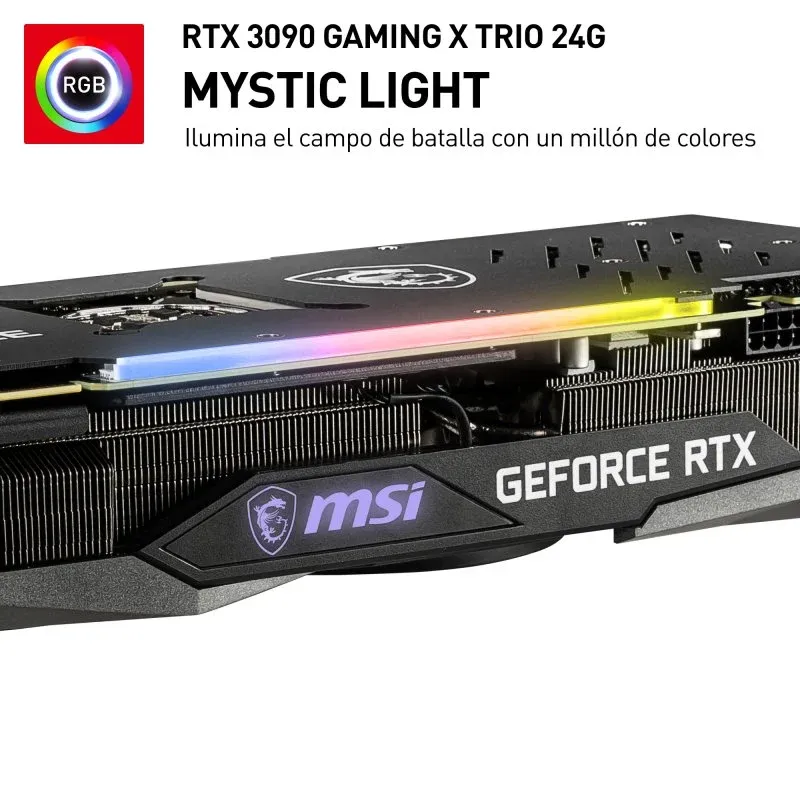 RGB
RTX 3090 GAMING X TRIO 24G
MYSTIC LIGHT
Ilumina el campo de batalla con un millón de colores
msi
GEFORCE RTX